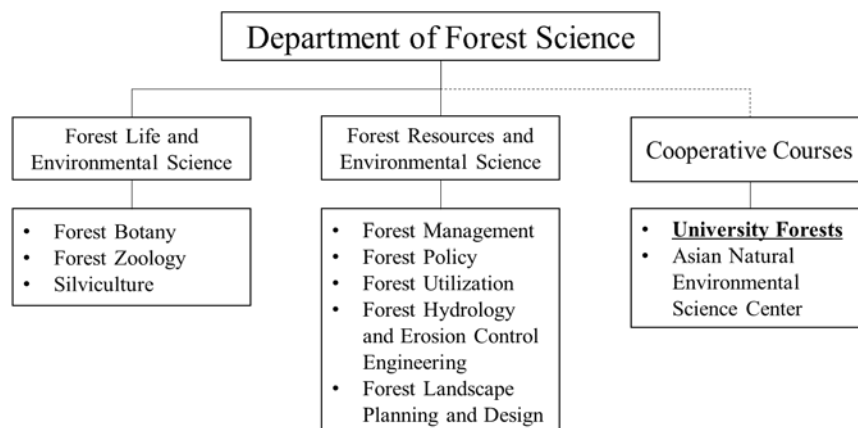 Department of Forest Science
Forest Life and
Environmental Science
Forest Resources and
Environmental Science
Cooperative Courses
• Forest Botany
• Forest Zoology
• Silviculture
• Forest Management
• Forest Policy
• Forest Utilization
• Forest Hydrology
and Erosion Control
Engineering
• Forest Landscape
Planning and Design
• University Forests
• Asian Natural
Environmental
Science Center